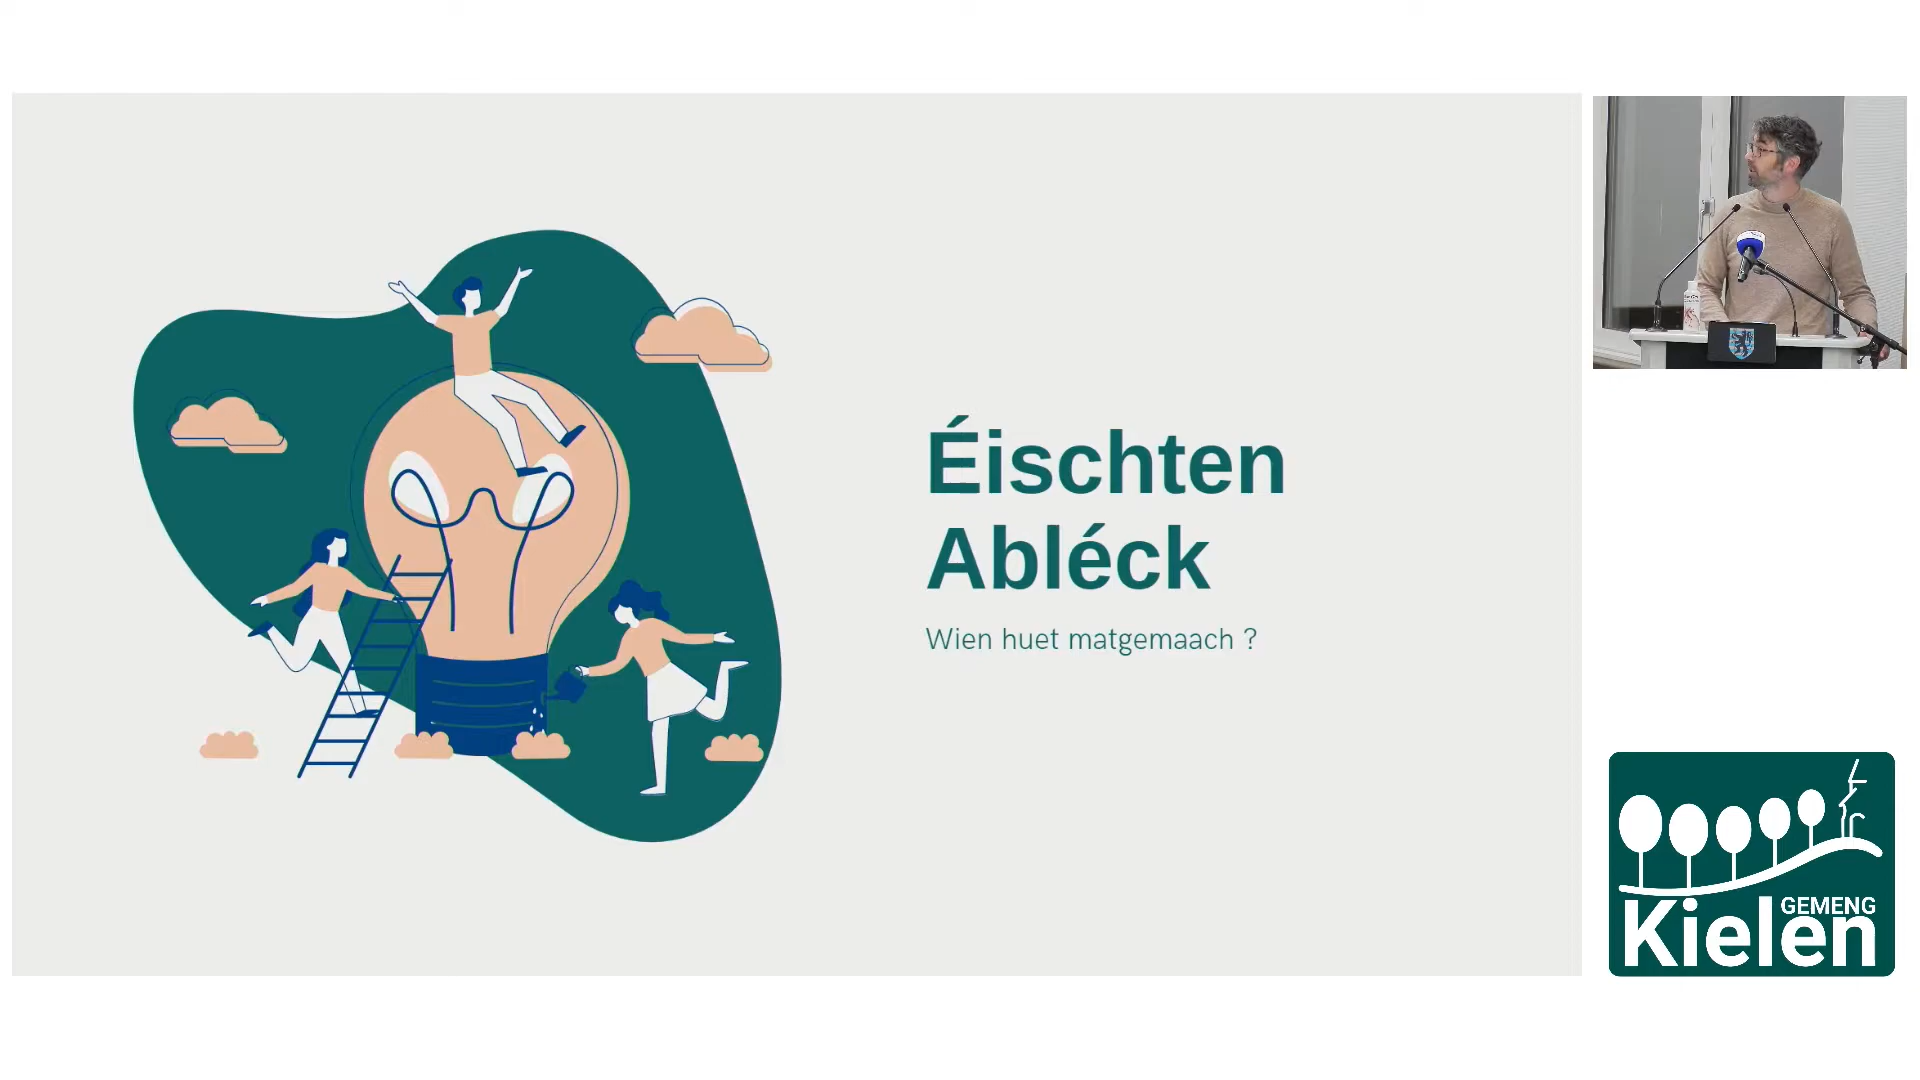 Éischten
Abléck
Wien huet matgemaach ?
GEMENG
Kielen